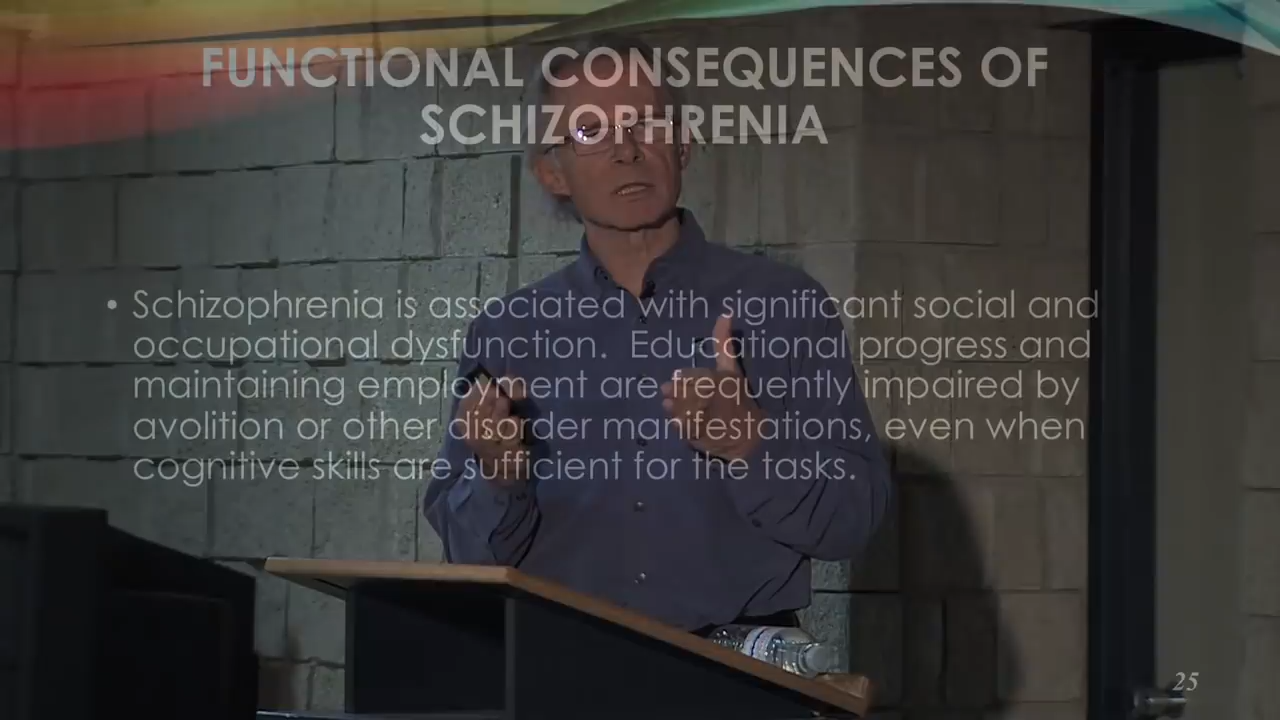 FUNCTIONAL CONSEQUENCES OF
SCHIZOPHRENIA
• Schizophrenia is associated with significant social and
occupational dysfunction.  Educational progress and
maintaining employment are frequently impaired by
avolition or other disorder manifestations, even when
cognitive skills are sufficient for the tasks.
25